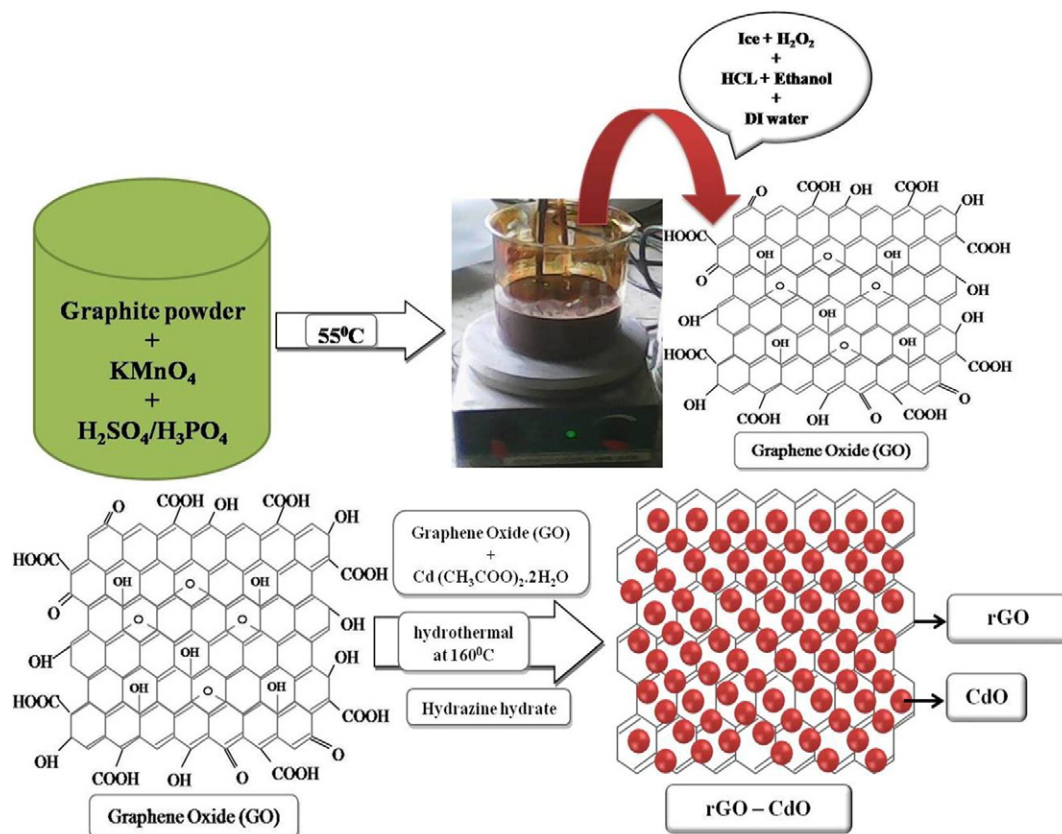 Ice + H₂O₂
+
HCL + Ethanol
+
DI water
Graphite powder
+
KMnO₄
+
H₂SO₄/H₃PO₄
55⁰C
O
COOH
OH
COOH
OH
HOOC
COOH
O
OH
O
OH
O
O
OH
OH
OH
OH
HOOC
OH
O
OH
COOH
OH
COOH
OH
O
COOH
O
Graphene Oxide (GO)
O
COOH
OH
COOH
OH
HOOC
COOH
O
OH
O
OH
O
O
OH
OH
OH
OH
HOOC
OH
O
OH
COOH
OH
COOH
OH
O
COOH
O
Graphene Oxide (GO)
Graphene Oxide (GO)
+
Cd (CH₃COO)₂.2H₂O
hydrothermal
at 160⁰C
Hydrazine hydrate
rGO
CdO
rGO – CdO